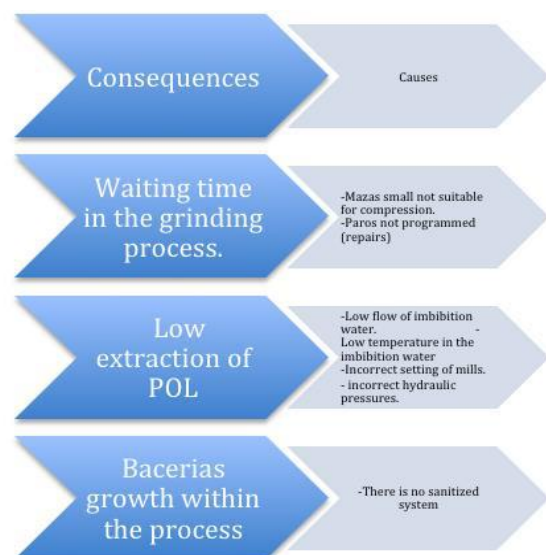 Consequences
Causes
Waiting time
in the grinding
process.
-Mazas small not suitable
for compression.
-Paros not programmed
(repairs)
Low
extraction of
POL
-Low flow of imbibition
water. -
Low temperature in the
imbibition water
-Incorrect setting of mills.
- incorrect hydraulic
pressures.
Bacerias
growth within
the process
-There is no sanitized
system